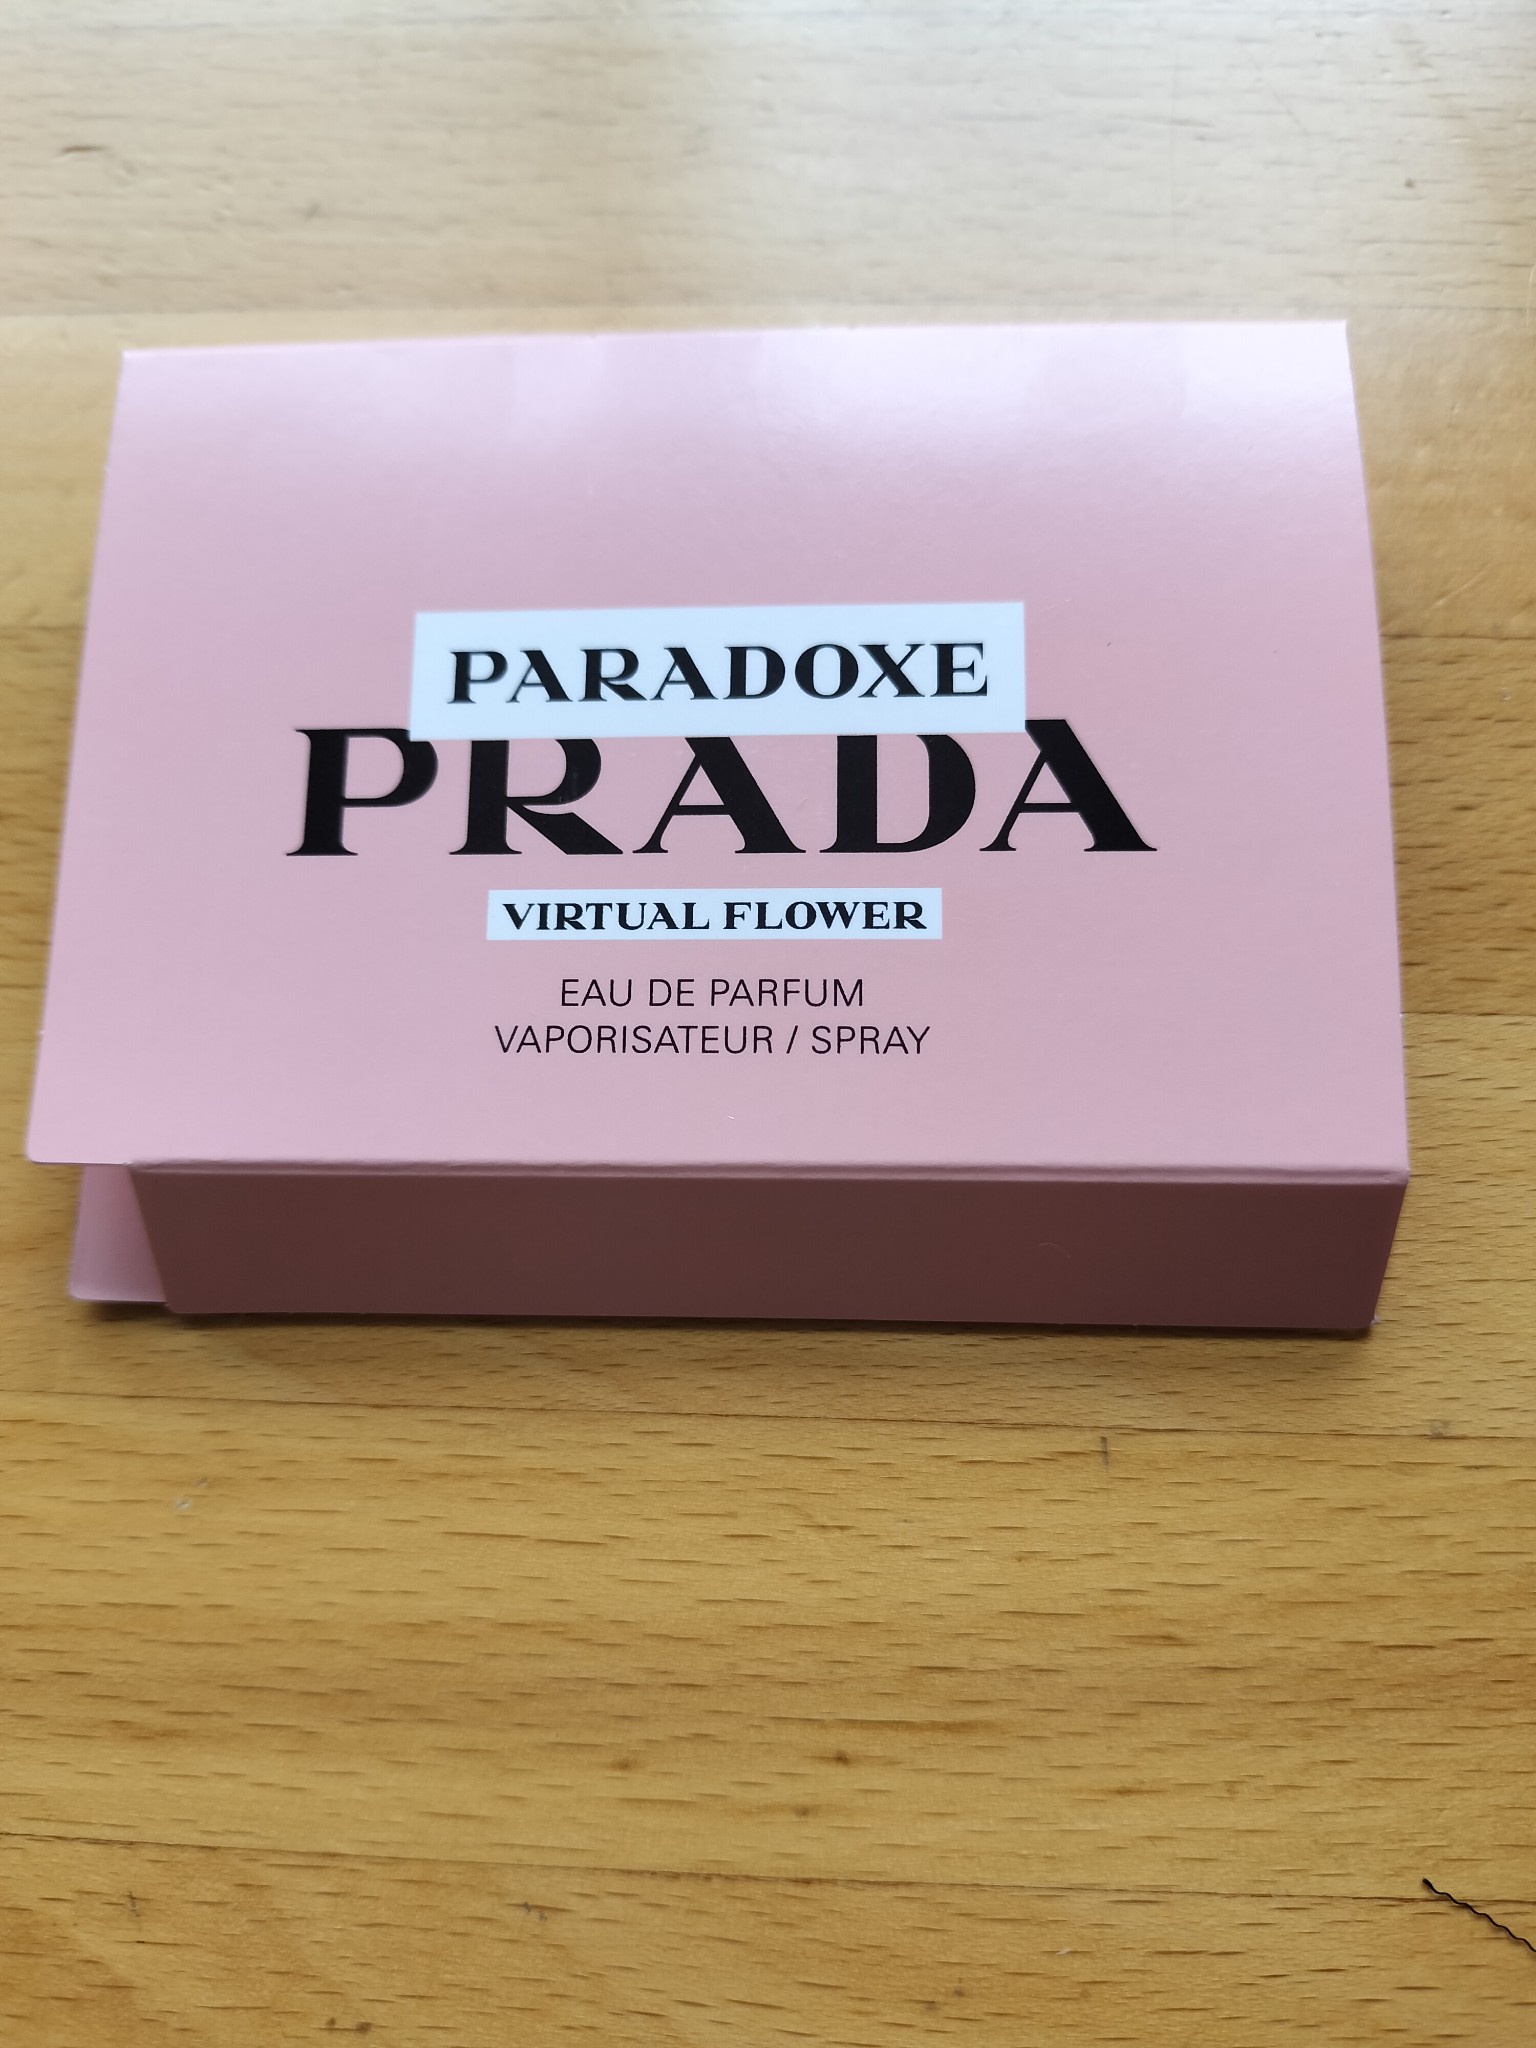 PARADOXE
PRADA
VIRTUAL FLOWER
EAU DE PARFUM
VAPORISATEUR / SPRAY